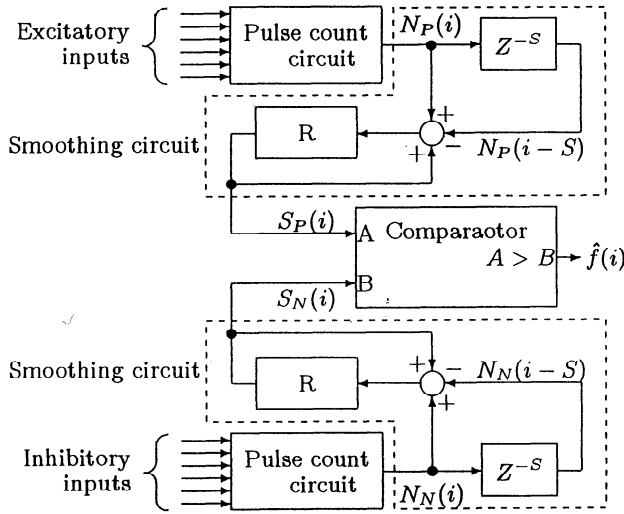 Excitatory
inputs
Pulse count
circuit
N_P(i)
Z^{-S}
+
Smoothing circuit
R
+
−
N_P(i − S)
S_P(i)
A
Comparaotor
A > B
f̂(i)
B
S_N(i)
Smoothing circuit
R
+
−
N_N(i − S)
+
Inhibitory
inputs
Pulse count
circuit
N_N(i)
Z^{-S}